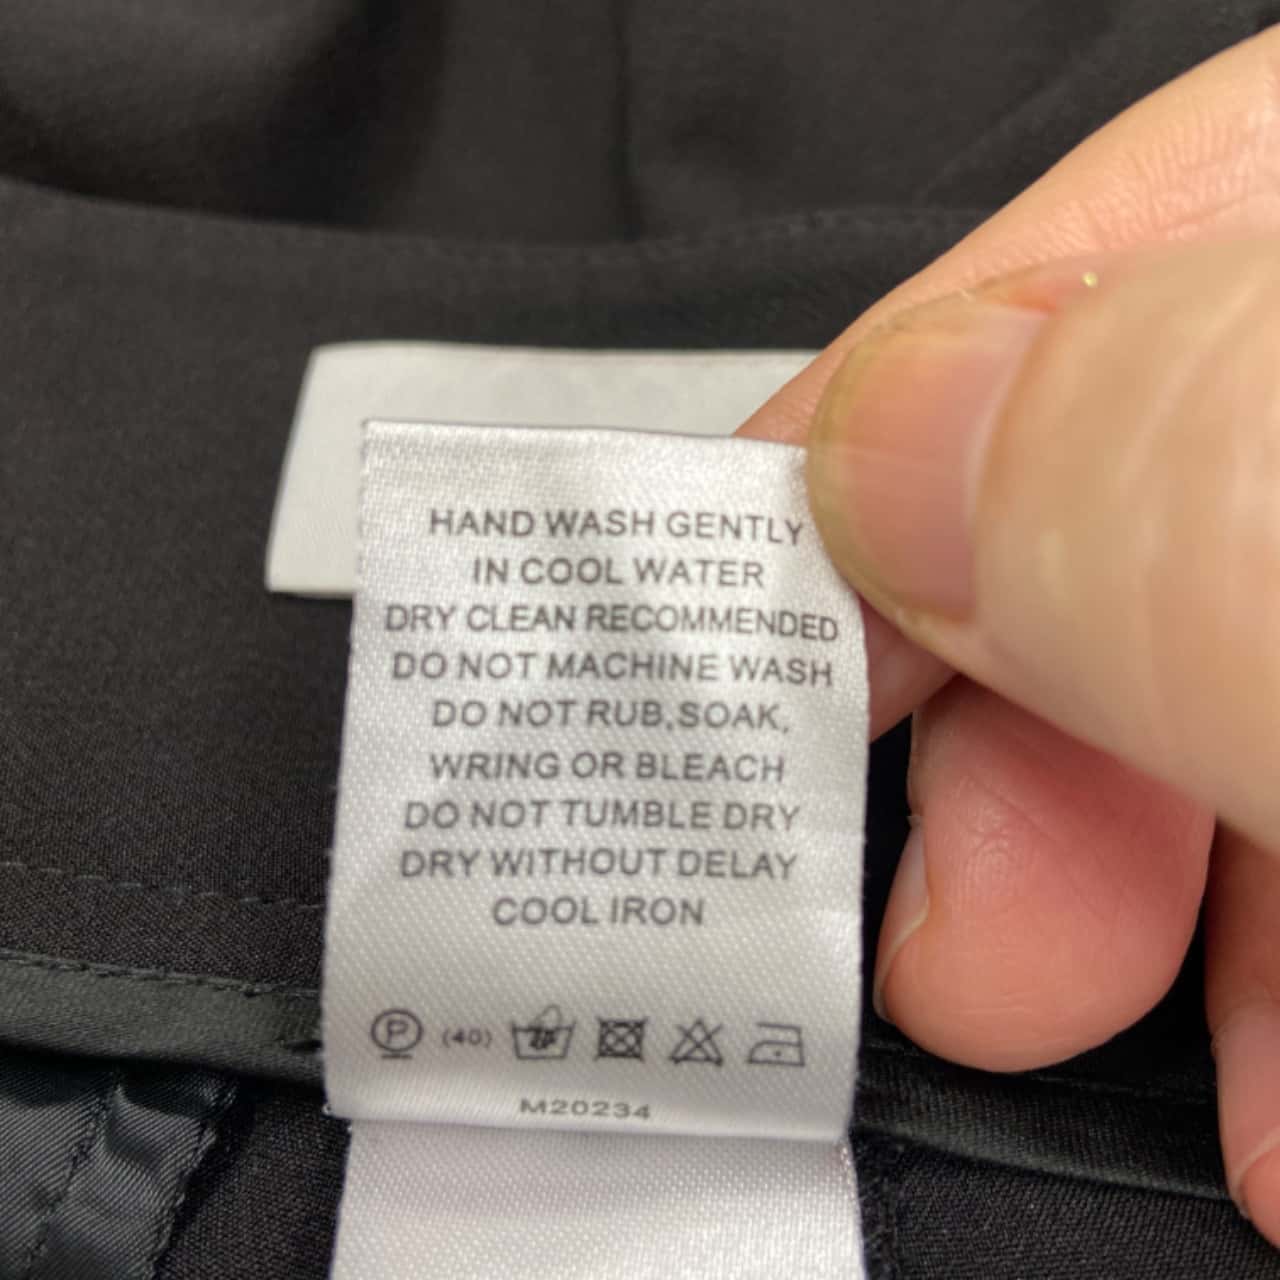 HAND WASH GENTLY
IN COOL WATER
DRY CLEAN RECOMMENDED
DO NOT MACHINE WASH
DO NOT RUB,SOAK,
WRING OR BLEACH
DO NOT TUMBLE DRY
DRY WITHOUT DELAY
COOL IRON
P (40)
M20234